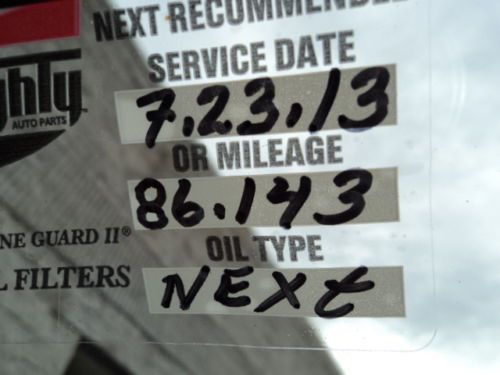 NEXT RECOMMENDED
SERVICE DATE
7.23.13
OR MILEAGE
86.143
OIL TYPE
NEXt
ghty
AUTO PARTS
NE GUARD II®
L FILTERS